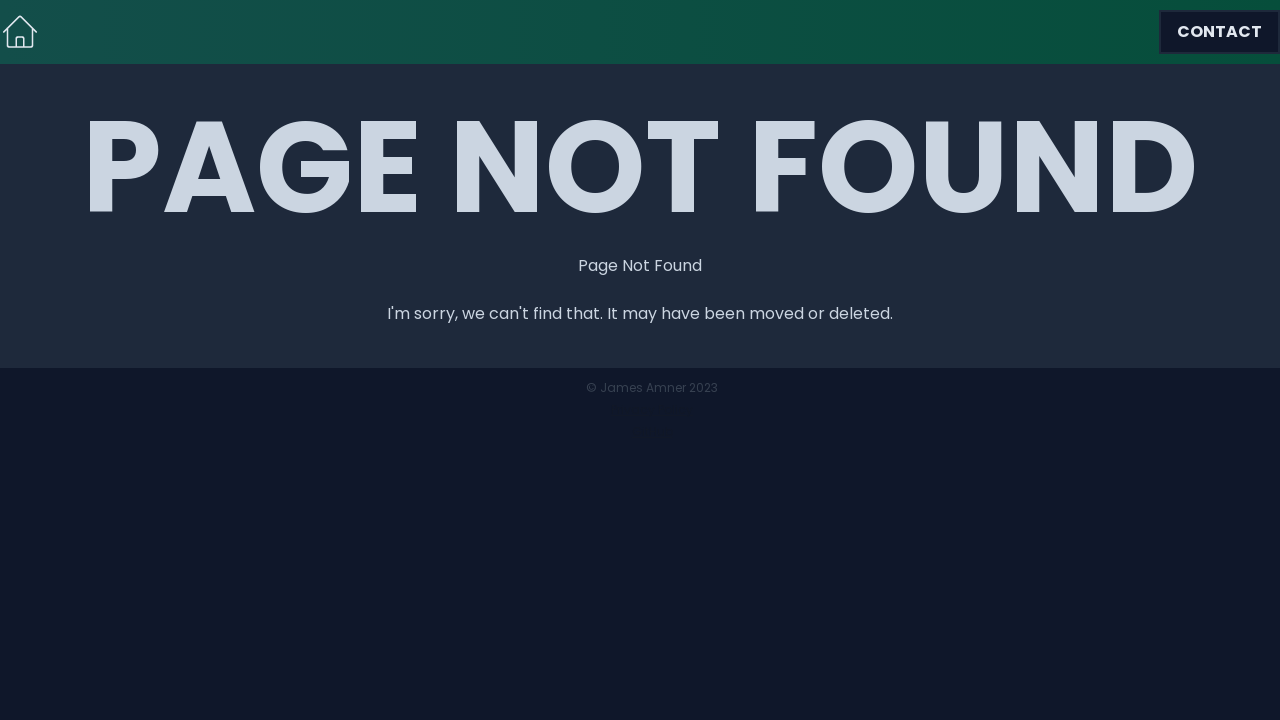 CONTACT
PAGE NOT FOUND
Page Not Found
I'm sorry, we can't find that. It may have been moved or deleted.
© James Amner 2023